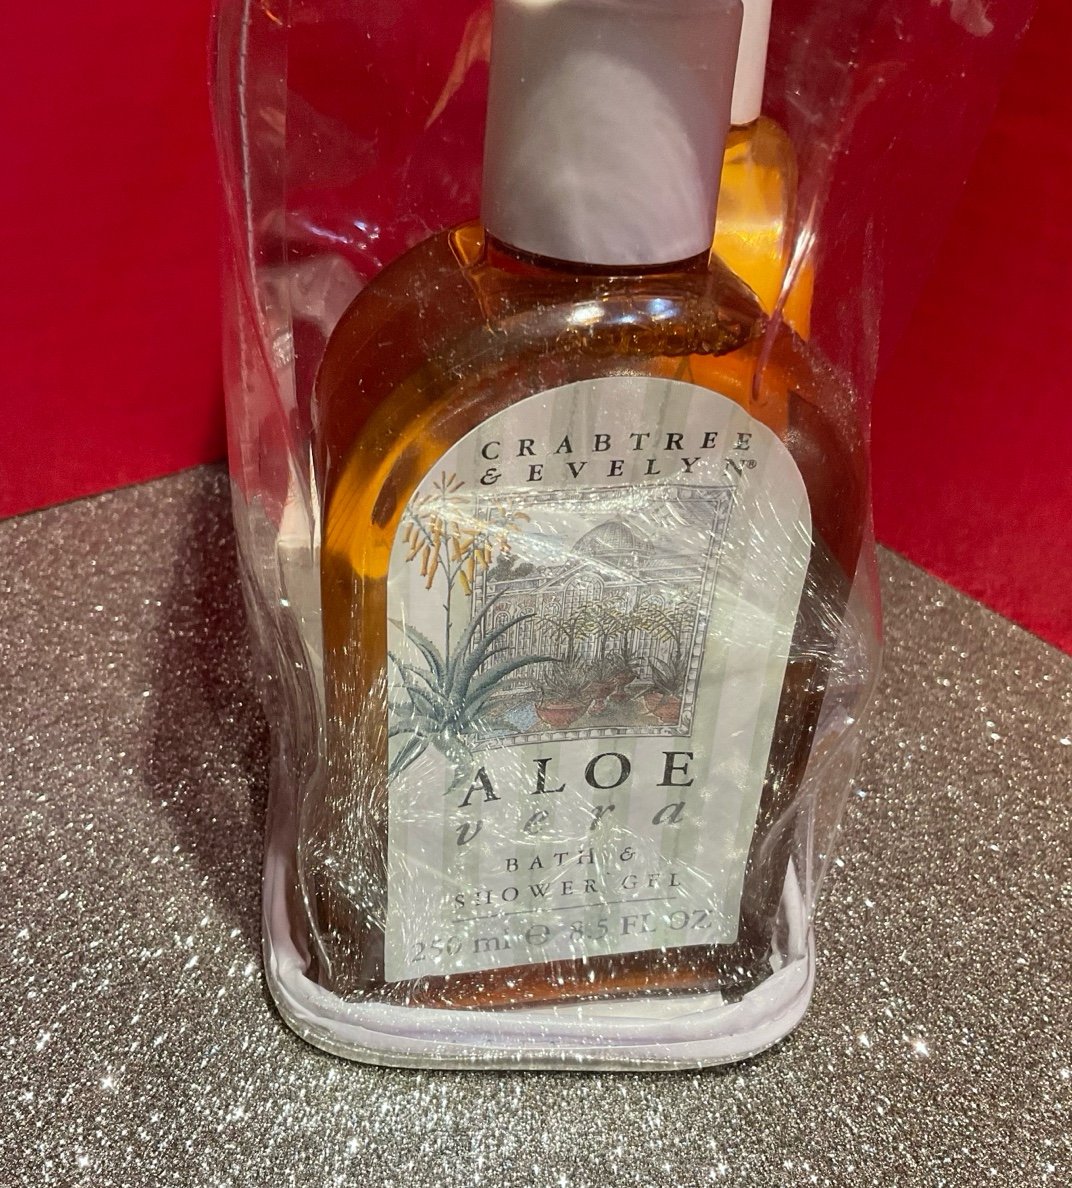 CRABTREE
& EVELYN®
ALOE
vera
BATH &
SHOWER GEL
250 ml ℮ 8.5 FL OZ